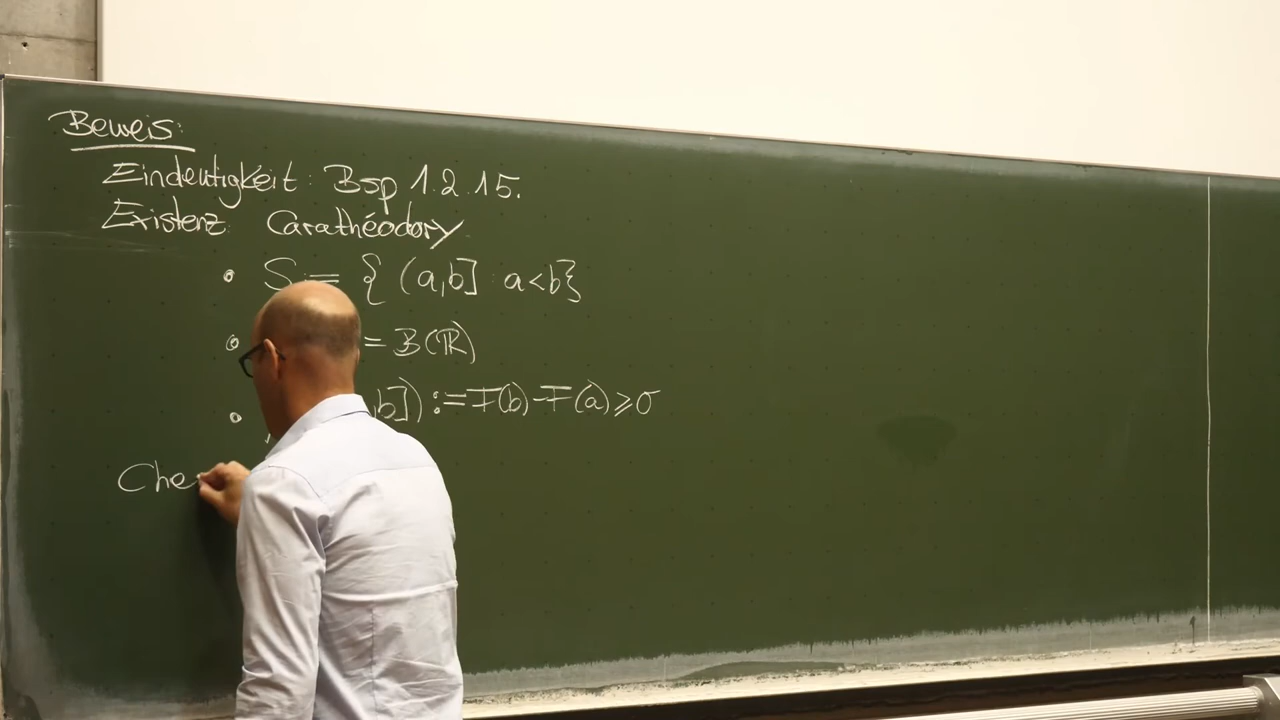 Beweis:
Eindeutigkeit: Bsp 1.2.15.
Existenz: Carathéodory
• S := { (a,b] : a<b}
• = B(ℝ)
• ,b]) := F(b)-F(a) ⩾ 0
Che